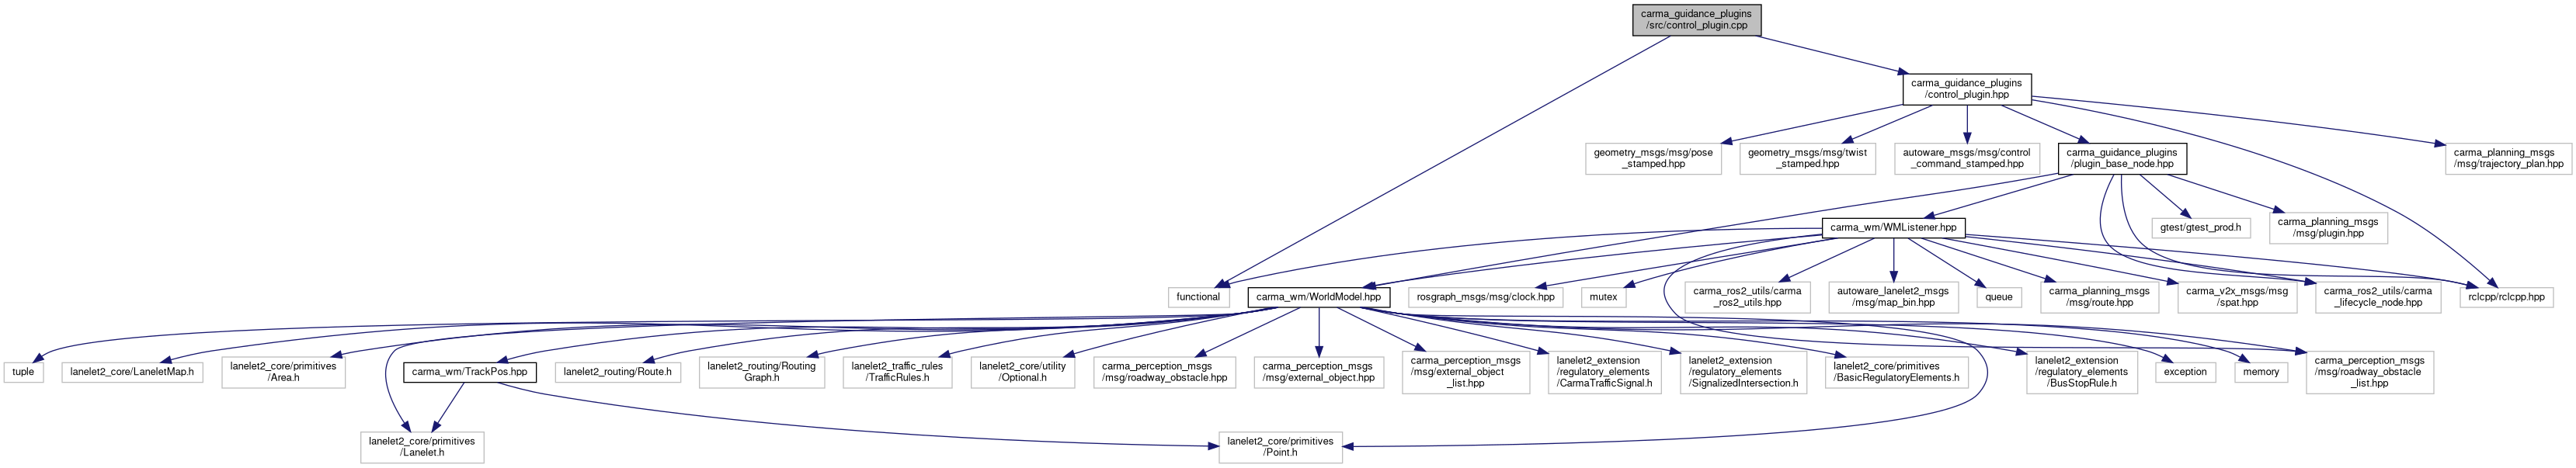 carma_guidance_plugins
/src/control_plugin.cpp
carma_guidance_plugins
/control_plugin.hpp
geometry_msgs/msg/pose
_stamped.hpp
geometry_msgs/msg/twist
_stamped.hpp
autoware_msgs/msg/control
_command_stamped.hpp
carma_guidance_plugins
/plugin_base_node.hpp
carma_planning_msgs
/msg/trajectory_plan.hpp
carma_wm/WMListener.hpp
gtest/gtest_prod.h
carma_planning_msgs
/msg/plugin.hpp
functional
carma_wm/WorldModel.hpp
rosgraph_msgs/msg/clock.hpp
mutex
carma_ros2_utils/carma
_ros2_utils.hpp
autoware_lanelet2_msgs
/msg/map_bin.hpp
queue
carma_planning_msgs
/msg/route.hpp
carma_v2x_msgs/msg
/spat.hpp
carma_ros2_utils/carma
_lifecycle_node.hpp
rclcpp/rclcpp.hpp
tuple
lanelet2_core/LaneletMap.h
lanelet2_core/primitives
/Area.h
carma_wm/TrackPos.hpp
lanelet2_routing/Route.h
lanelet2_routing/Routing
Graph.h
lanelet2_traffic_rules
/TrafficRules.h
lanelet2_core/utility
/Optional.h
carma_perception_msgs
/msg/roadway_obstacle.hpp
carma_perception_msgs
/msg/external_object.hpp
carma_perception_msgs
/msg/external_object
_list.hpp
lanelet2_extension
/regulatory_elements
/CarmaTrafficSignal.h
lanelet2_extension
/regulatory_elements
/SignalizedIntersection.h
lanelet2_core/primitives
/BasicRegulatoryElements.h
lanelet2_extension
/regulatory_elements
/BusStopRule.h
exception
memory
carma_perception_msgs
/msg/roadway_obstacle
_list.hpp
lanelet2_core/primitives
/Lanelet.h
lanelet2_core/primitives
/Point.h